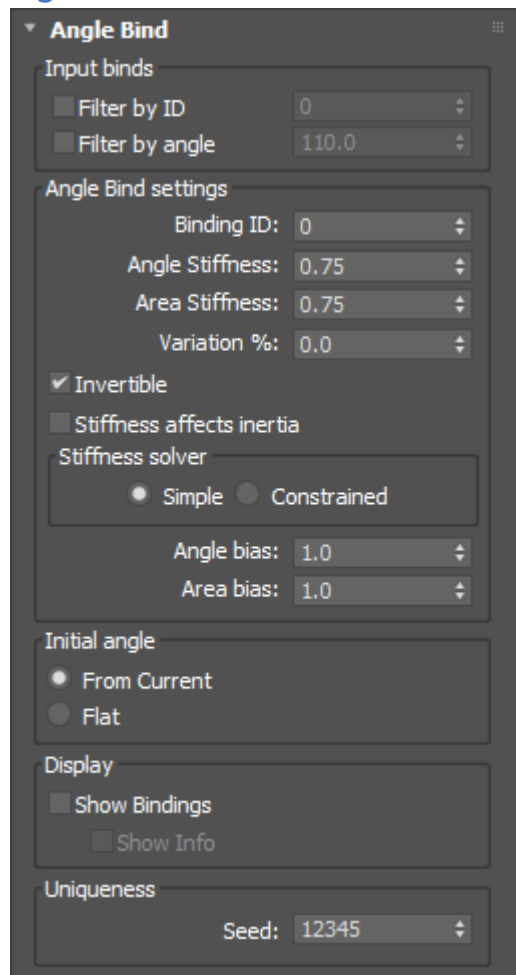 Angle Bind
Input binds
Filter by ID 0
Filter by angle 110.0
Angle Bind settings
Binding ID: 0
Angle Stiffness: 0.75
Area Stiffness: 0.75
Variation %: 0.0
Invertible
Stiffness affects inertia
Stiffness solver
Simple Constrained
Angle bias: 1.0
Area bias: 1.0
Initial angle
From Current
Flat
Display
Show Bindings
Show Info
Uniqueness
Seed: 12345